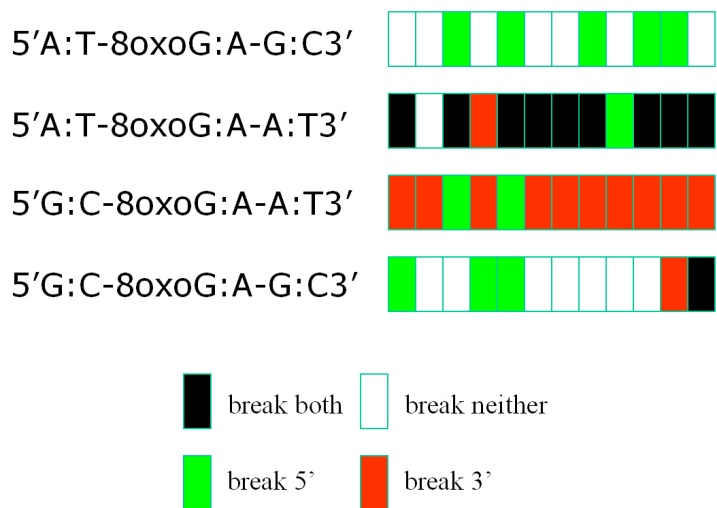 5′A:T-8oxoG:A-G:C3′
5′A:T-8oxoG:A-A:T3′
5′G:C-8oxoG:A-A:T3′
5′G:C-8oxoG:A-G:C3′
break both break neither
break 5’ break 3’